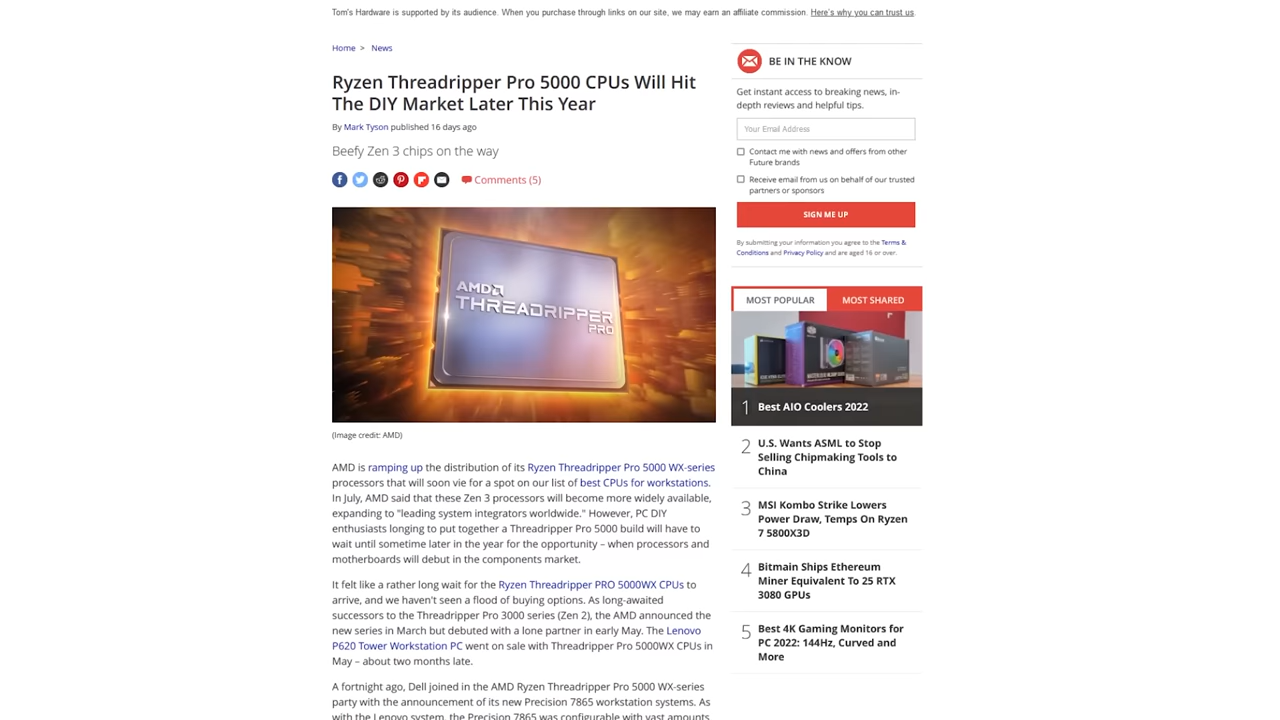 Tom's Hardware is supported by its audience. When you purchase through links on our site, we may earn an affiliate commission. Here's why you can trust us.
Home > News
Ryzen Threadripper Pro 5000 CPUs Will Hit
The DIY Market Later This Year
By Mark Tyson published 16 days ago
Beefy Zen 3 chips on the way
Comments (5)
AMD
THREADRIPPER
PRO
(Image credit: AMD)
AMD is ramping up the distribution of its Ryzen Threadripper Pro 5000 WX-series
processors that will soon vie for a spot on our list of best CPUs for workstations.
In July, AMD said that these Zen 3 processors will become more widely available,
expanding to "leading system integrators worldwide." However, PC DIY
enthusiasts longing to put together a Threadripper Pro 5000 build will have to
wait until sometime later in the year for the opportunity – when processors and
motherboards will debut in the components market.
It felt like a rather long wait for the Ryzen Threadripper PRO 5000WX CPUs to
arrive, and we haven't seen a flood of buying options. As long-awaited
successors to the Threadripper Pro 3000 series (Zen 2), the AMD announced the
new series in March but debuted with a lone partner in early May. The Lenovo
P620 Tower Workstation PC went on sale with Threadripper Pro 5000WX CPUs in
May – about two months late.
A fortnight ago, Dell joined in the AMD Ryzen Threadripper Pro 5000 WX-series
party with the announcement of its new Precision 7865 workstation systems. As
with the Lenovo system, the Precision 7865 was configurable with vast amounts
BE IN THE KNOW
Get instant access to breaking news, in-
depth reviews and helpful tips.
Your Email Address
Contact me with news and offers from other
Future brands
Receive email from us on behalf of our trusted
partners or sponsors
SIGN ME UP
By submitting your information you agree to the Terms &
Conditions and Privacy Policy and are aged 16 or over.
MOST POPULAR
MOST SHARED
1 Best AIO Coolers 2022
2 U.S. Wants ASML to Stop
Selling Chipmaking Tools to
China
3 MSI Kombo Strike Lowers
Power Draw, Temps On Ryzen
7 5800X3D
4 Bitmain Ships Ethereum
Miner Equivalent To 25 RTX
3080 GPUs
5 Best 4K Gaming Monitors for
PC 2022: 144Hz, Curved and
More